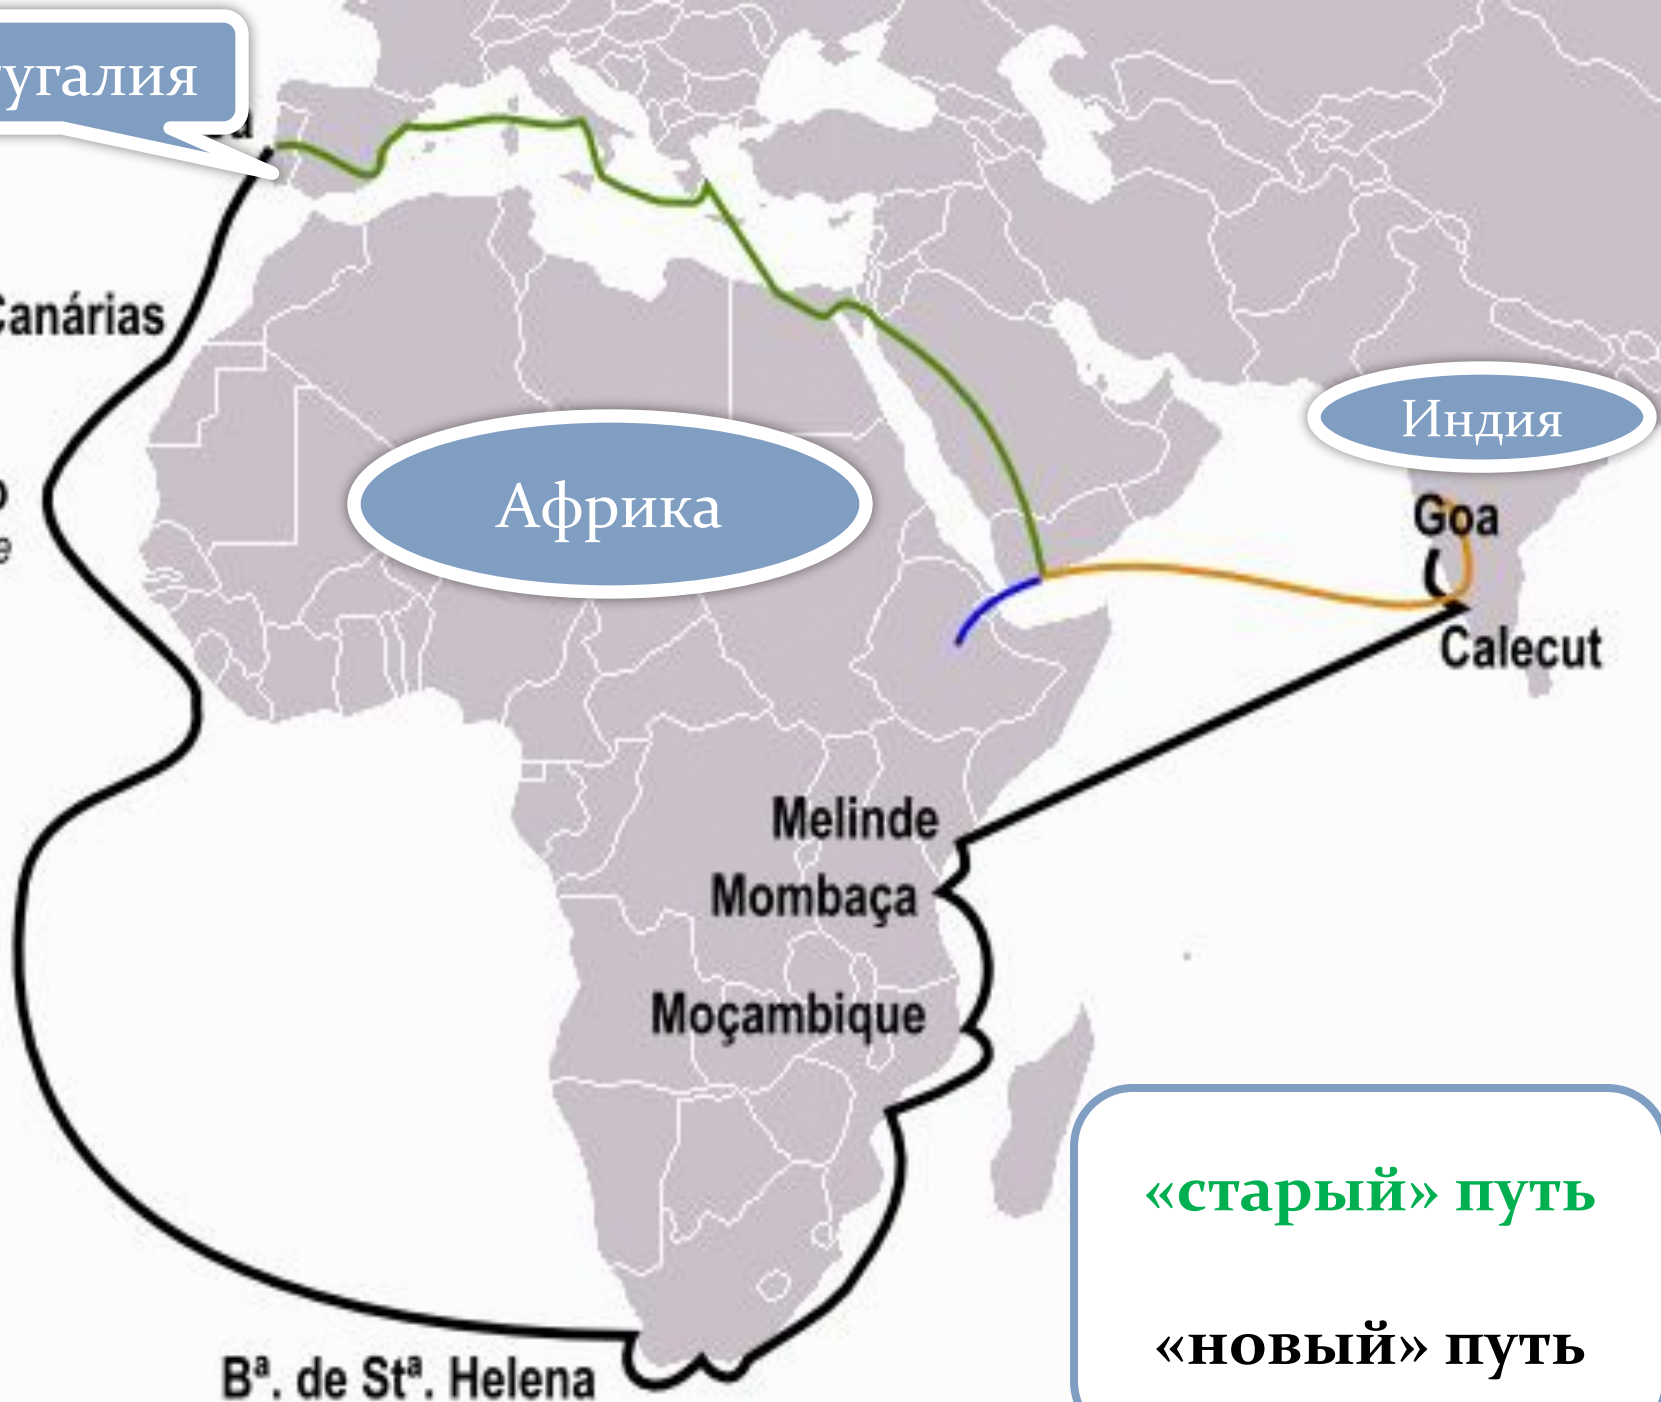 угалия
Canárias
Индия
Африка
Goa
Calecut
Melinde
Mombaça
Moçambique
«старый» путь
«новый» путь
Bª. de Stª. Helena